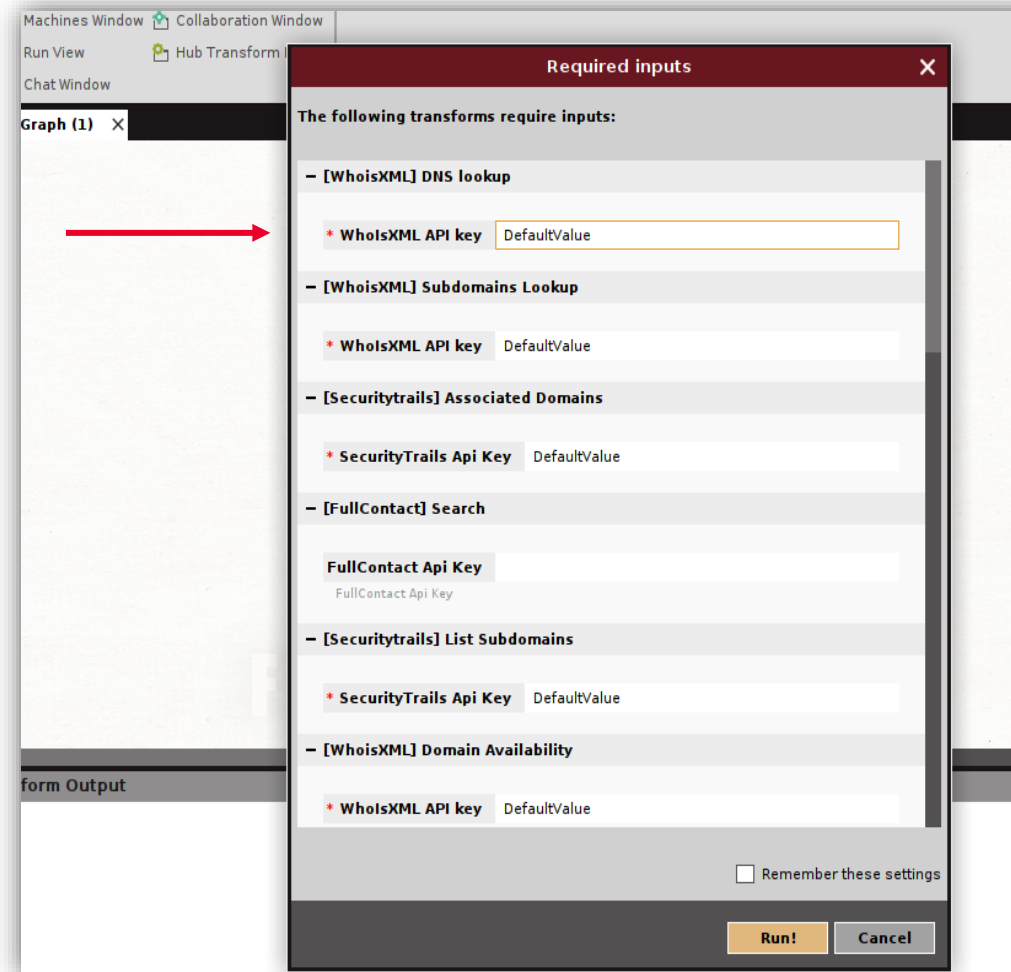 Machines Window Collaboration Window
Run View Hub Transform
Chat Window
Graph (1)
Required inputs
The following transforms require inputs:
– [WhoisXML] DNS lookup
* WhoIsXML API key DefaultValue
– [WhoisXML] Subdomains Lookup
* WhoIsXML API key DefaultValue
– [Securitytrails] Associated Domains
* SecurityTrails Api Key DefaultValue
– [FullContact] Search
FullContact Api Key
FullContact Api Key
– [Securitytrails] List Subdomains
* SecurityTrails Api Key DefaultValue
– [WhoisXML] Domain Availability
* WhoIsXML API key DefaultValue
form Output
Remember these settings
Run! Cancel